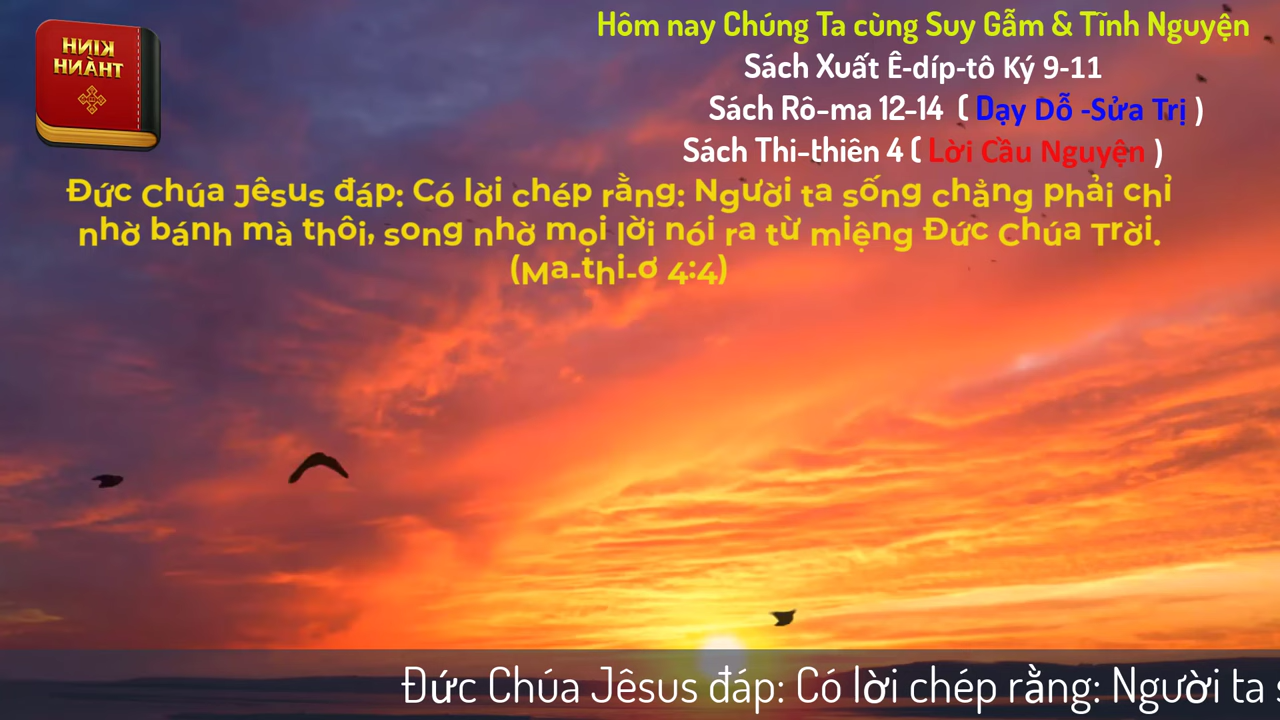 KINH
THÀNH
Hôm nay Chúng Ta cùng Suy Gẫm & Tĩnh Nguyện
Sách Xuất Ê-díp-tô Ký 9-11
Sách Rô-ma 12-14 ( Dạy Dỗ -Sửa Trị )
Sách Thi-thiên 4 ( Lời Cầu Nguyện )
Đức Chúa Jêsus đáp: Có lời chép rằng: Người ta sống chẳng phải chỉ
nhờ bánh mà thôi, song nhờ mọi lời nói ra từ miệng Đức Chúa Trời.
(Ma-thi-ơ 4:4)
Đức Chúa Jêsus đáp: Có lời chép rằng: Người ta